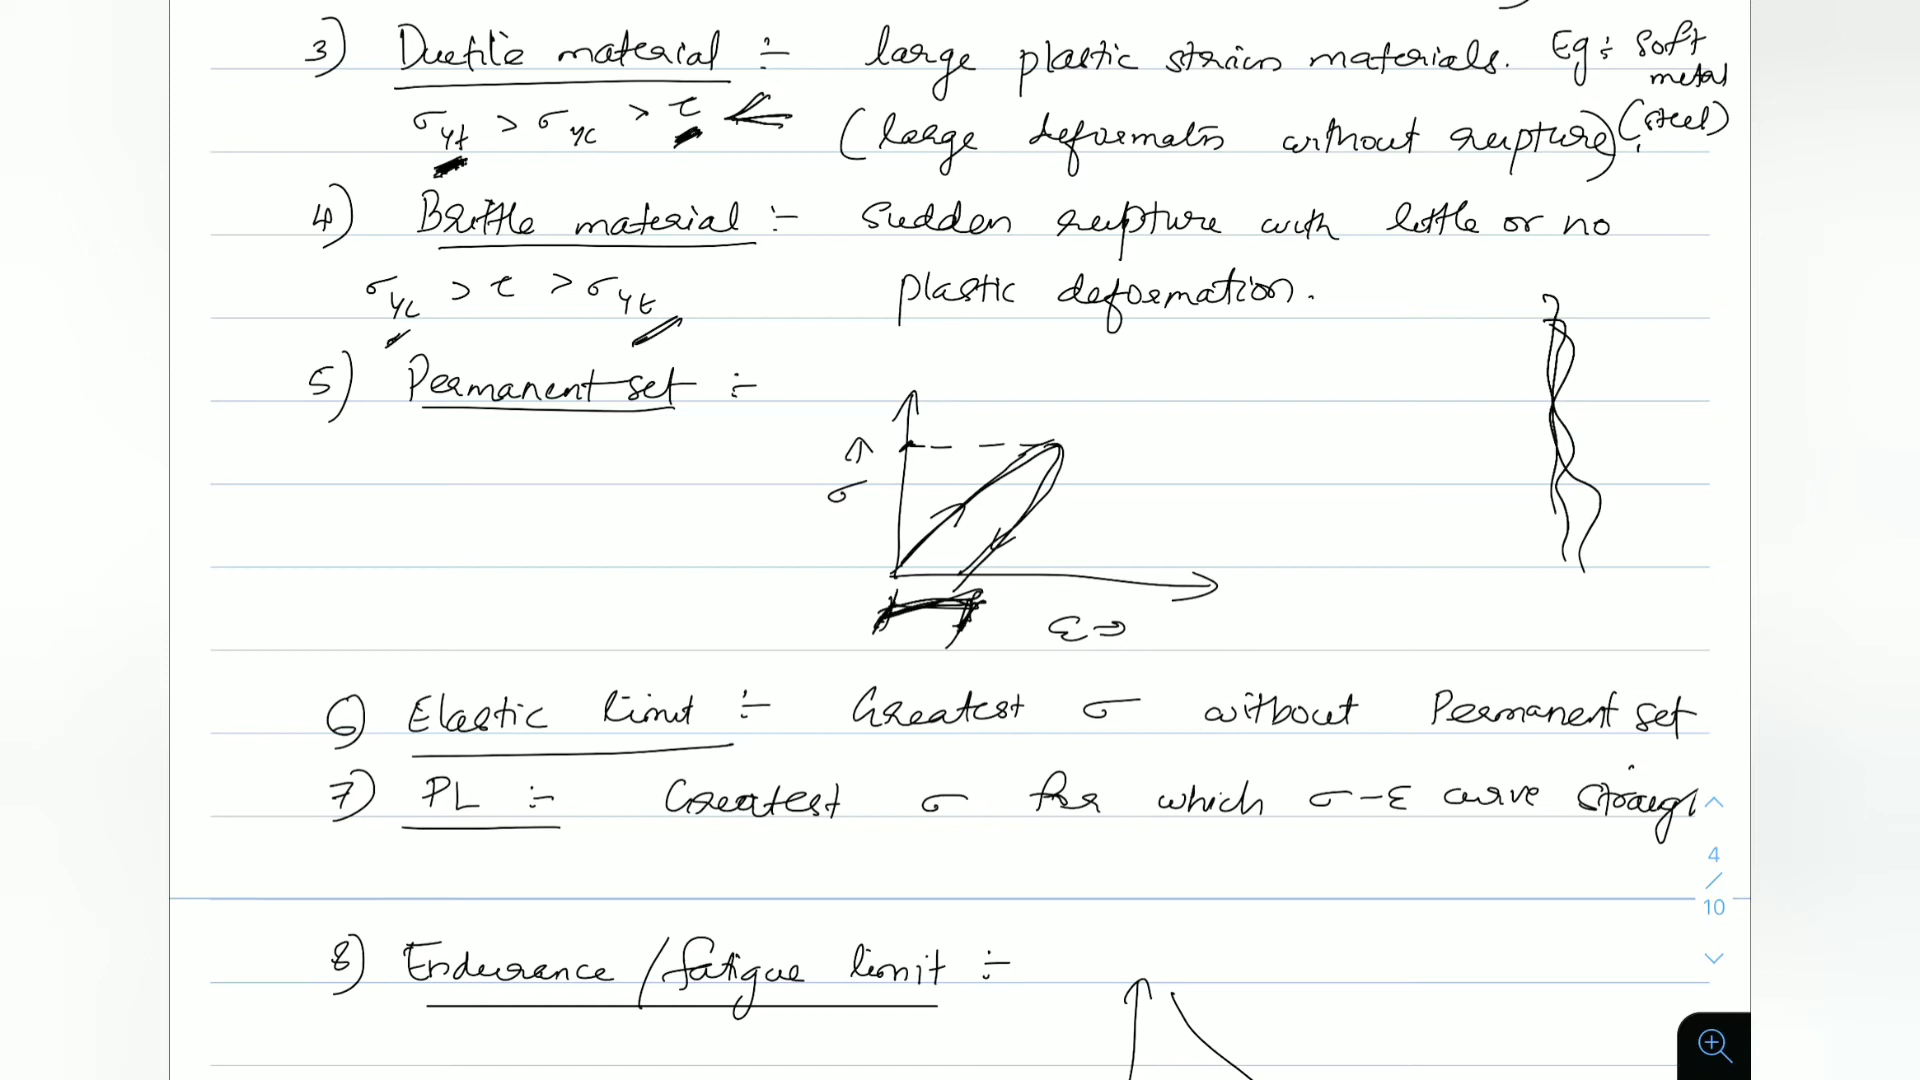 3) Ductile material :- large plastic strain materials. Eg: Soft metal
σyt > σyc > τ (large deformatn without rupture). (steel)
4) Brittle material :- Sudden rupture with little or no
σyc > τ > σyt plastic deformation.
5) Permanent set :-
σ
ε
6) Elastic limit :- Greatest σ without Permanent set
7) PL :- Greatest σ for which σ-ε curve straigh
4
/
10
8) Endurance /fatigue limit :-